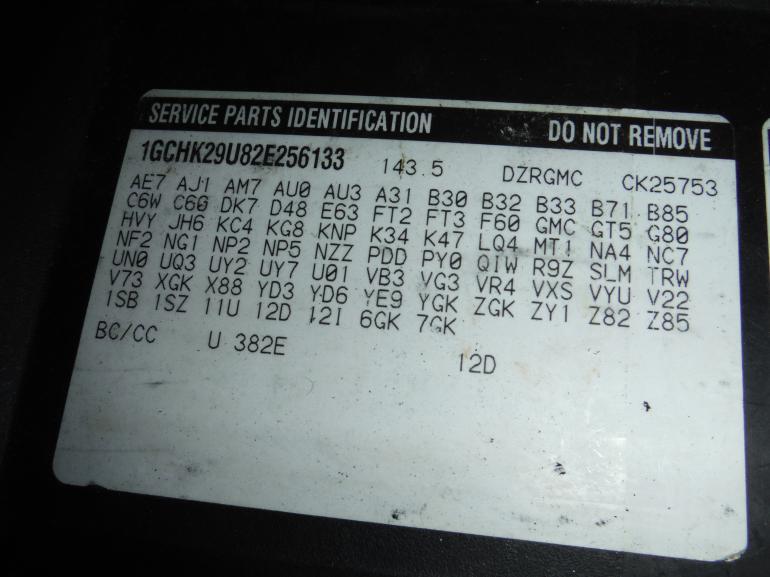 SERVICE PARTS IDENTIFICATION DO NOT REMOVE
1GCHK29U82E256133 143.5 DZRGMC CK25753
AE7 AJ1 AM7 AU0 AU3 A31 B30 B32 B33 B71 B85
C6W C6G DK7 D48 E63 FT2 FT3 F60 GMC GT5 G80
HVY JH6 KC4 KG8 KNP K34 K47 LQ4 MT1 NA4 NC7
NF2 NG1 NP2 NP5 NZZ PDD PY0 QIW R9Z SLM TRW
UN0 UQ3 UY2 UY7 U01 VB3 VG3 VR4 VXS VYU V22
V73 XGK X88 YD3 YD6 YE9 YGK ZGK ZY1 Z82 Z85
1SB 1SZ 11U 12D 12I 6GK 7GK
BC/CC U 382E 12D